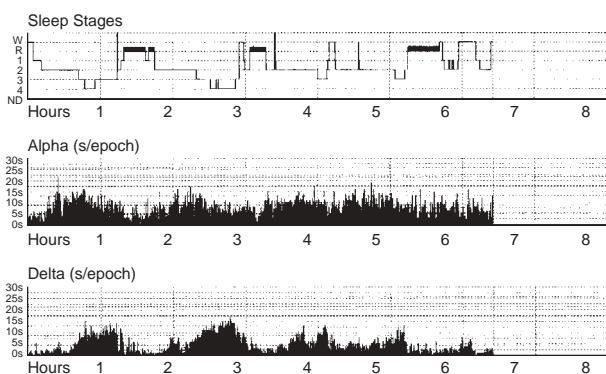 Sleep Stages
W
R
1
2
3
4
ND
Hours 1 2 3 4 5 6 7 8
Alpha (s/epoch)
30s
25s
20s
15s
10s
5s
0s
Hours 1 2 3 4 5 6 7 8
Delta (s/epoch)
30s
25s
20s
15s
10s
5s
0s
Hours 1 2 3 4 5 6 7 8